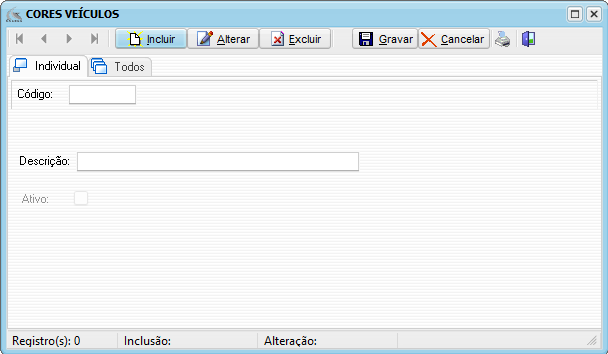 CORES VEÍCULOS
Incluir Alterar Excluir Gravar Cancelar
Individual Todos
Código:
Descrição:
Ativo:
Registro(s): 0 Inclusão: Alteração: